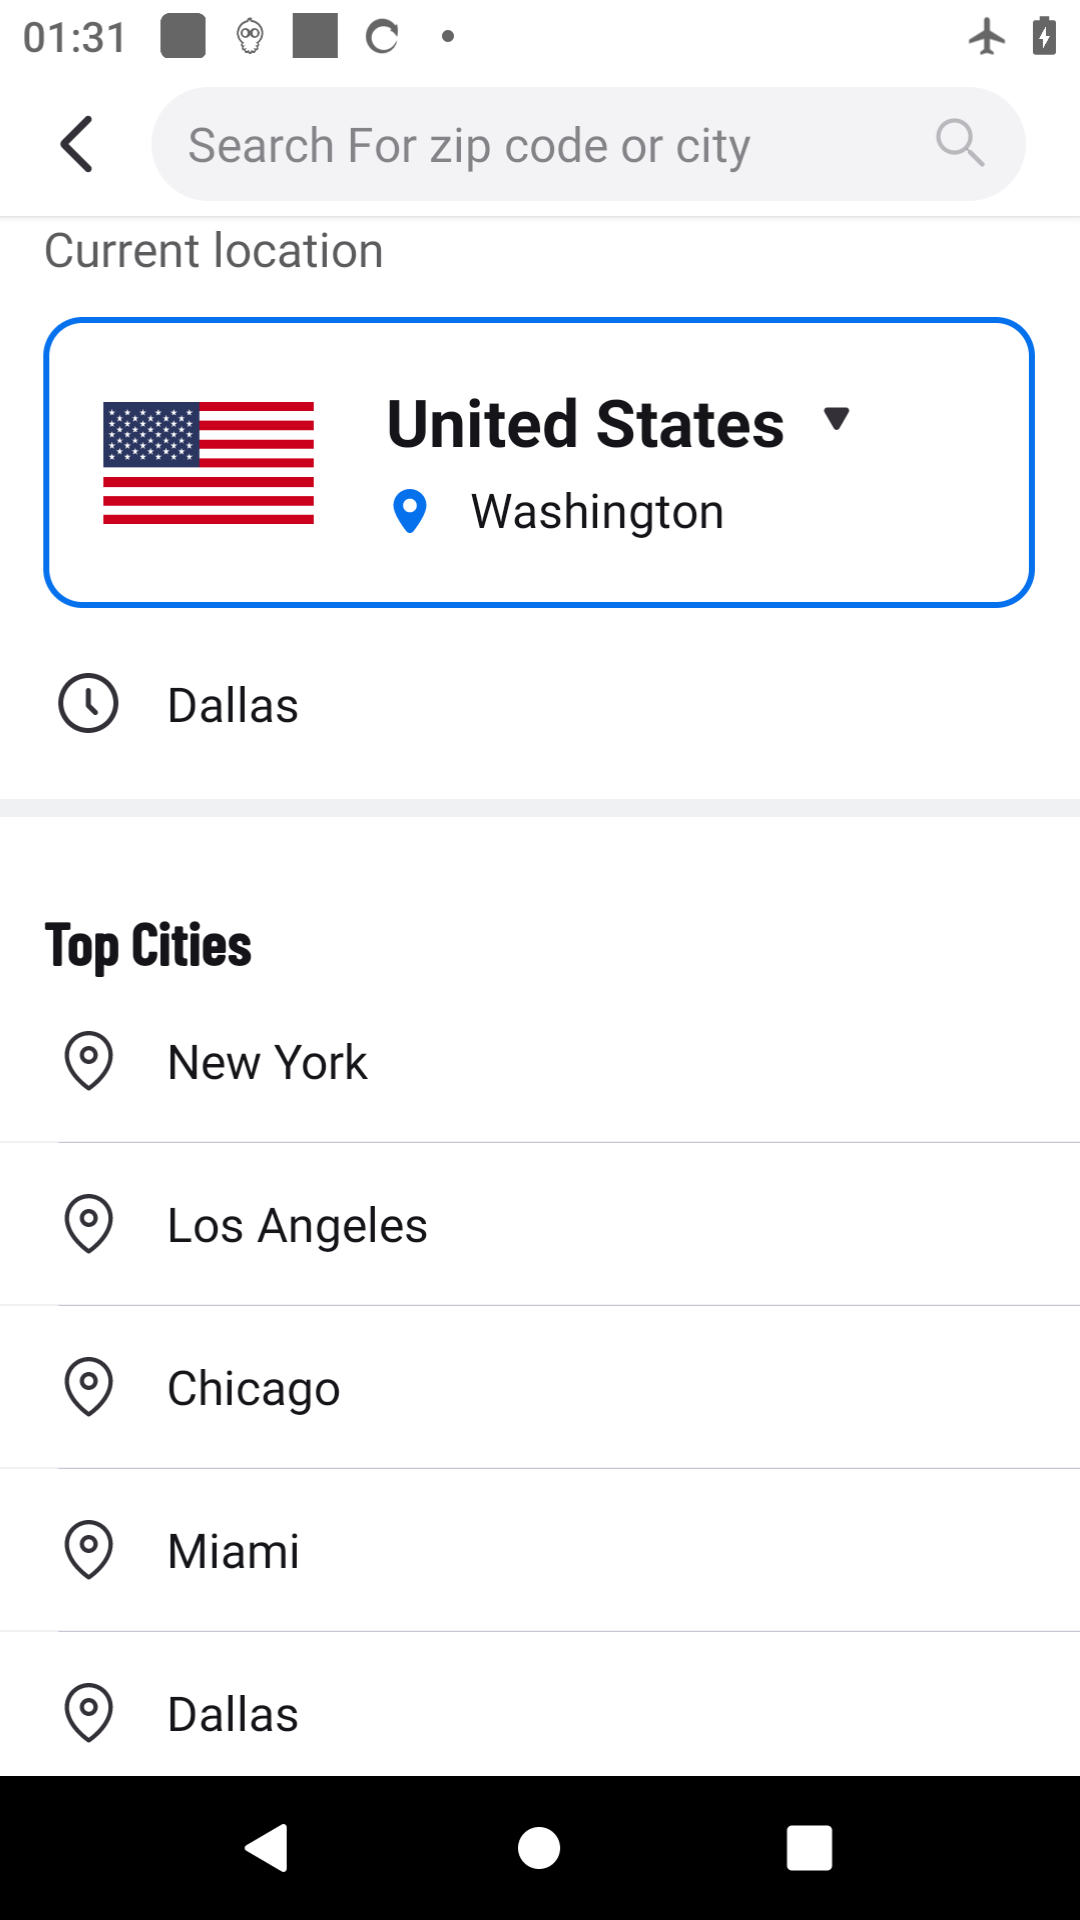 01:31
Search For zip code or city
Current location
United States
Washington
Dallas
Top Cities
New York
Los Angeles
Chicago
Miami
Dallas